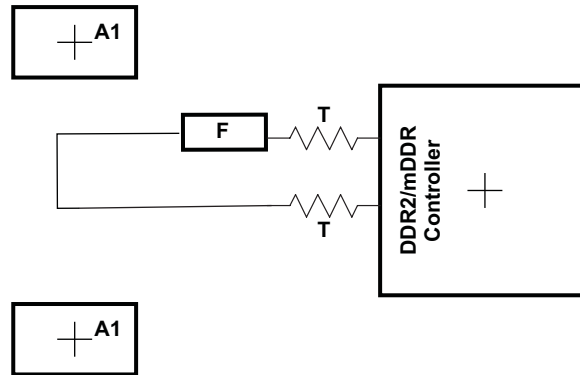 A1
T
F
DDR2/mDDR
Controller
T
A1